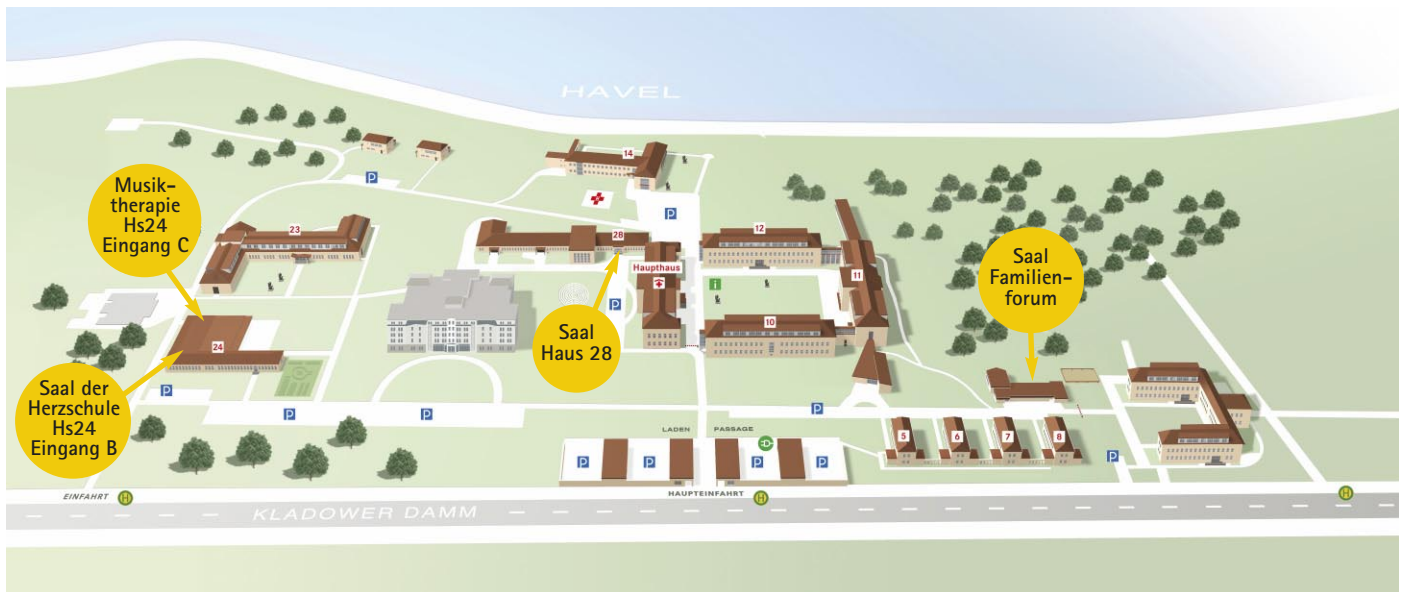 HAVEL
14
P
Musik-
therapie
Hs24
Eingang C
P
23
28
12
Haupthaus
11
i
P
Saal
Familien-
forum
Saal
Haus 28
10
24
Saal der
Herzschule
Hs24
Eingang B
P
P
P
P
LADEN PASSAGE
5
6
7
8
P
P
P
P
P
EINFAHRT
H
HAUPTEINFAHRT
H
H
KLADOWER DAMM